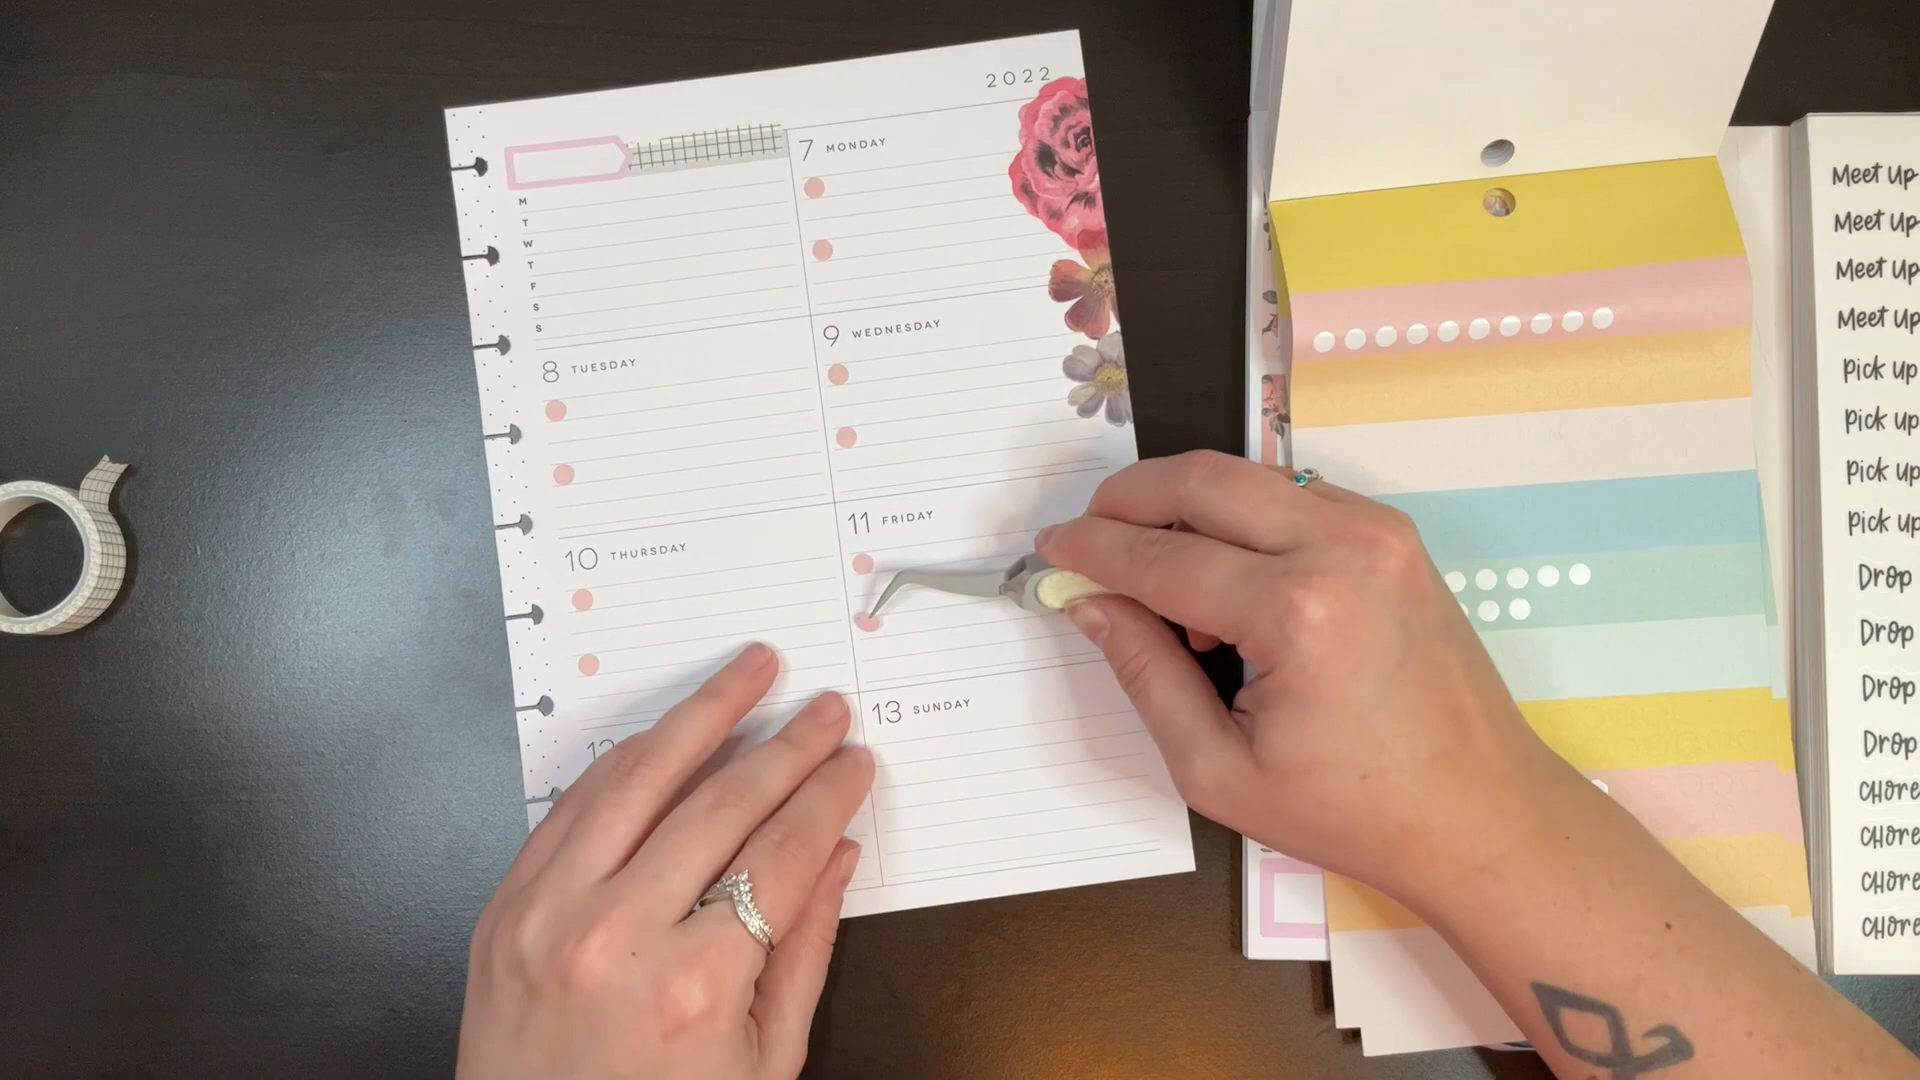 2022
7 MONDAY
M
T
W
T
F
S
S
8 TUESDAY
9 WEDNESDAY
10 THURSDAY
11 FRIDAY
12
13 SUNDAY
Meet Up
Meet Up
Meet Up
Meet Up
Pick up
Pick up
Pick up
Pick up
Drop
Drop
Drop
Drop
CHore
CHore
CHore
CHore